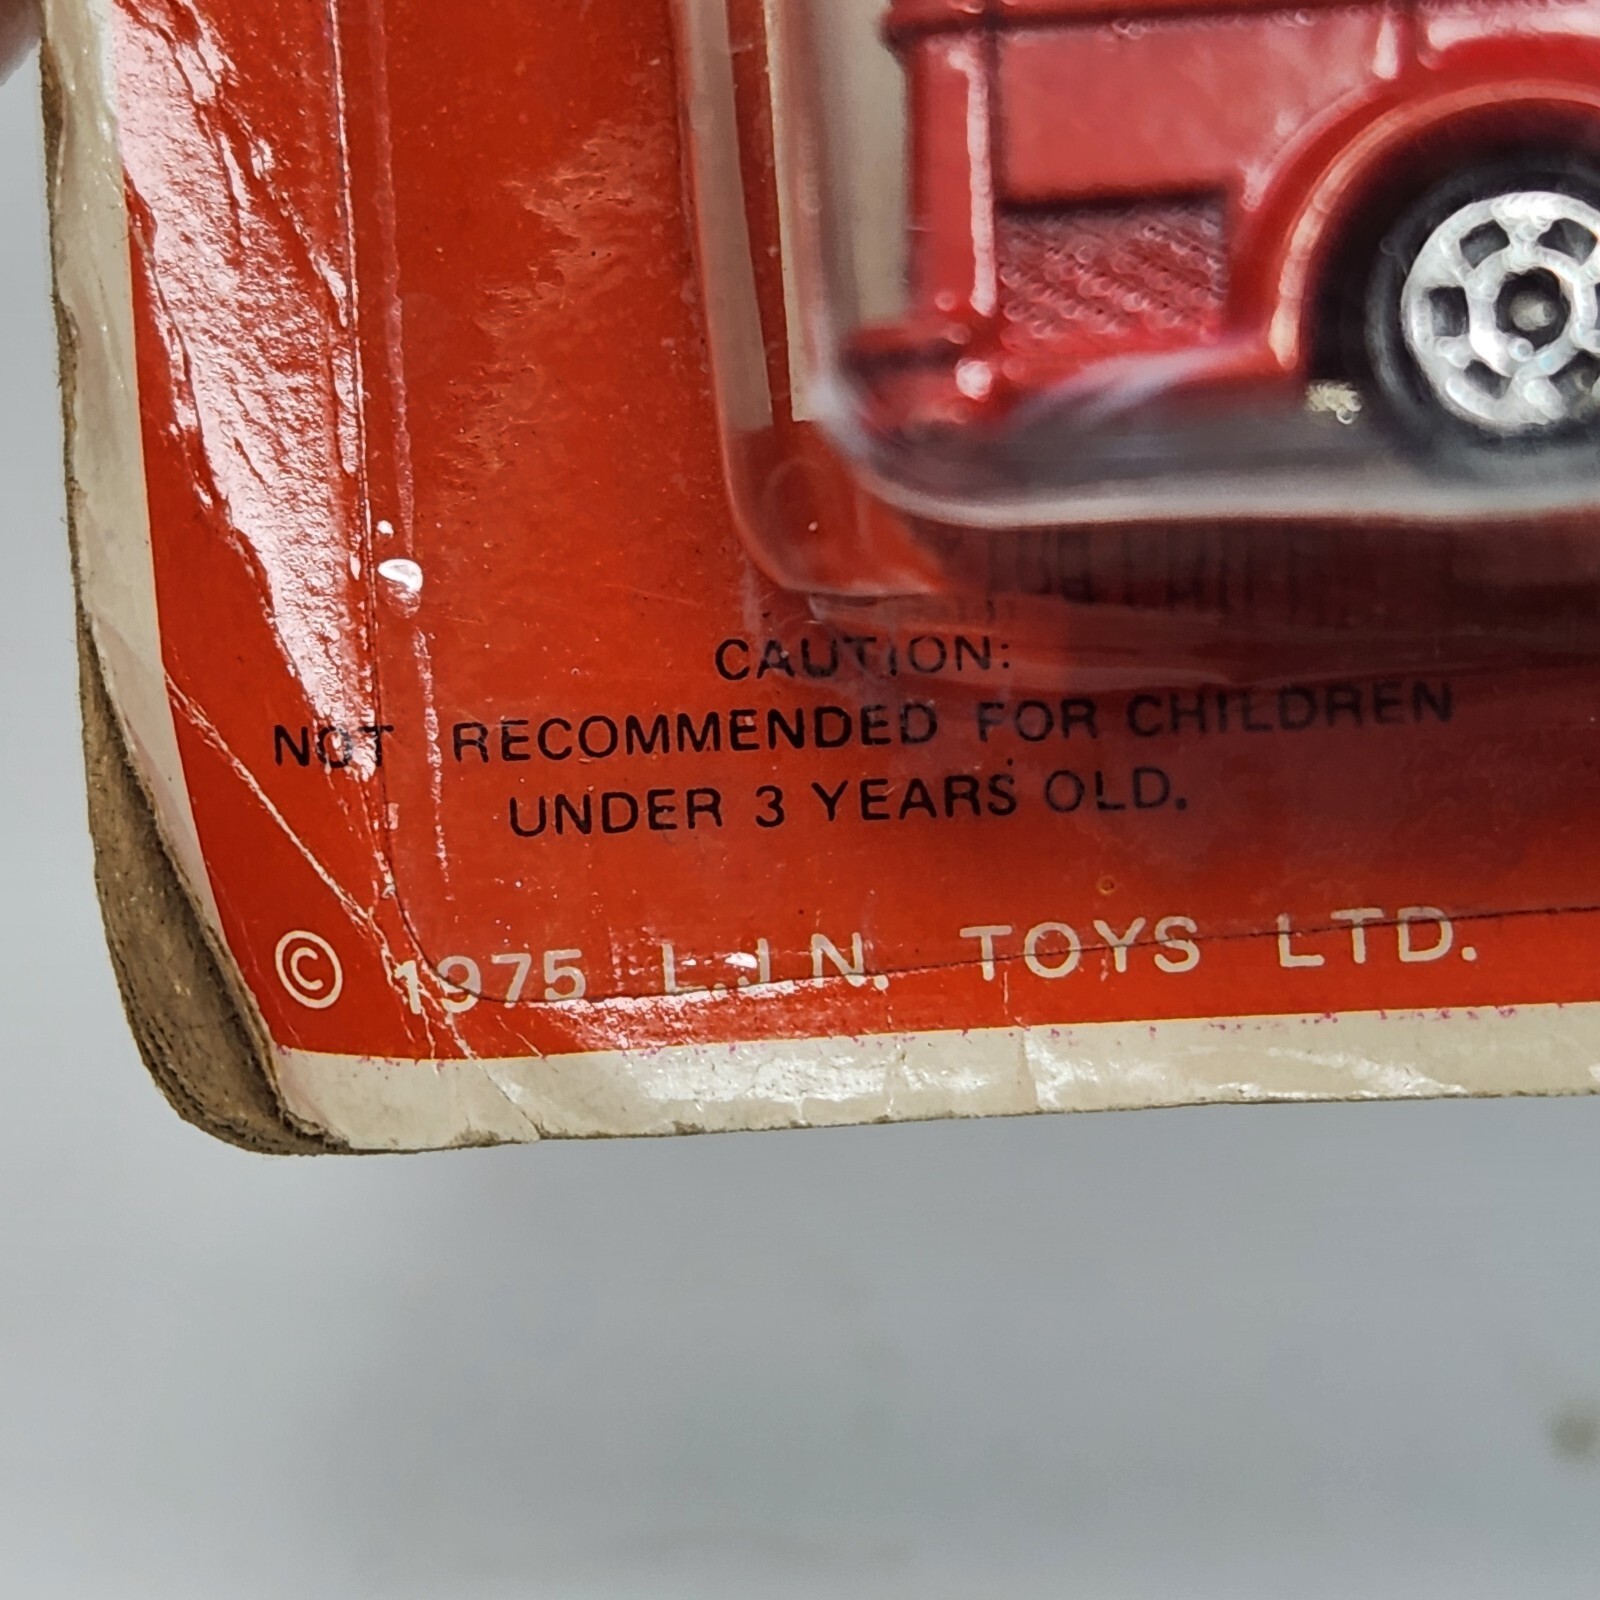 CAUTION:
NOT RECOMMENDED FOR CHILDREN
UNDER 3 YEARS OLD.
© 1975 L.J.N. TOYS LTD.